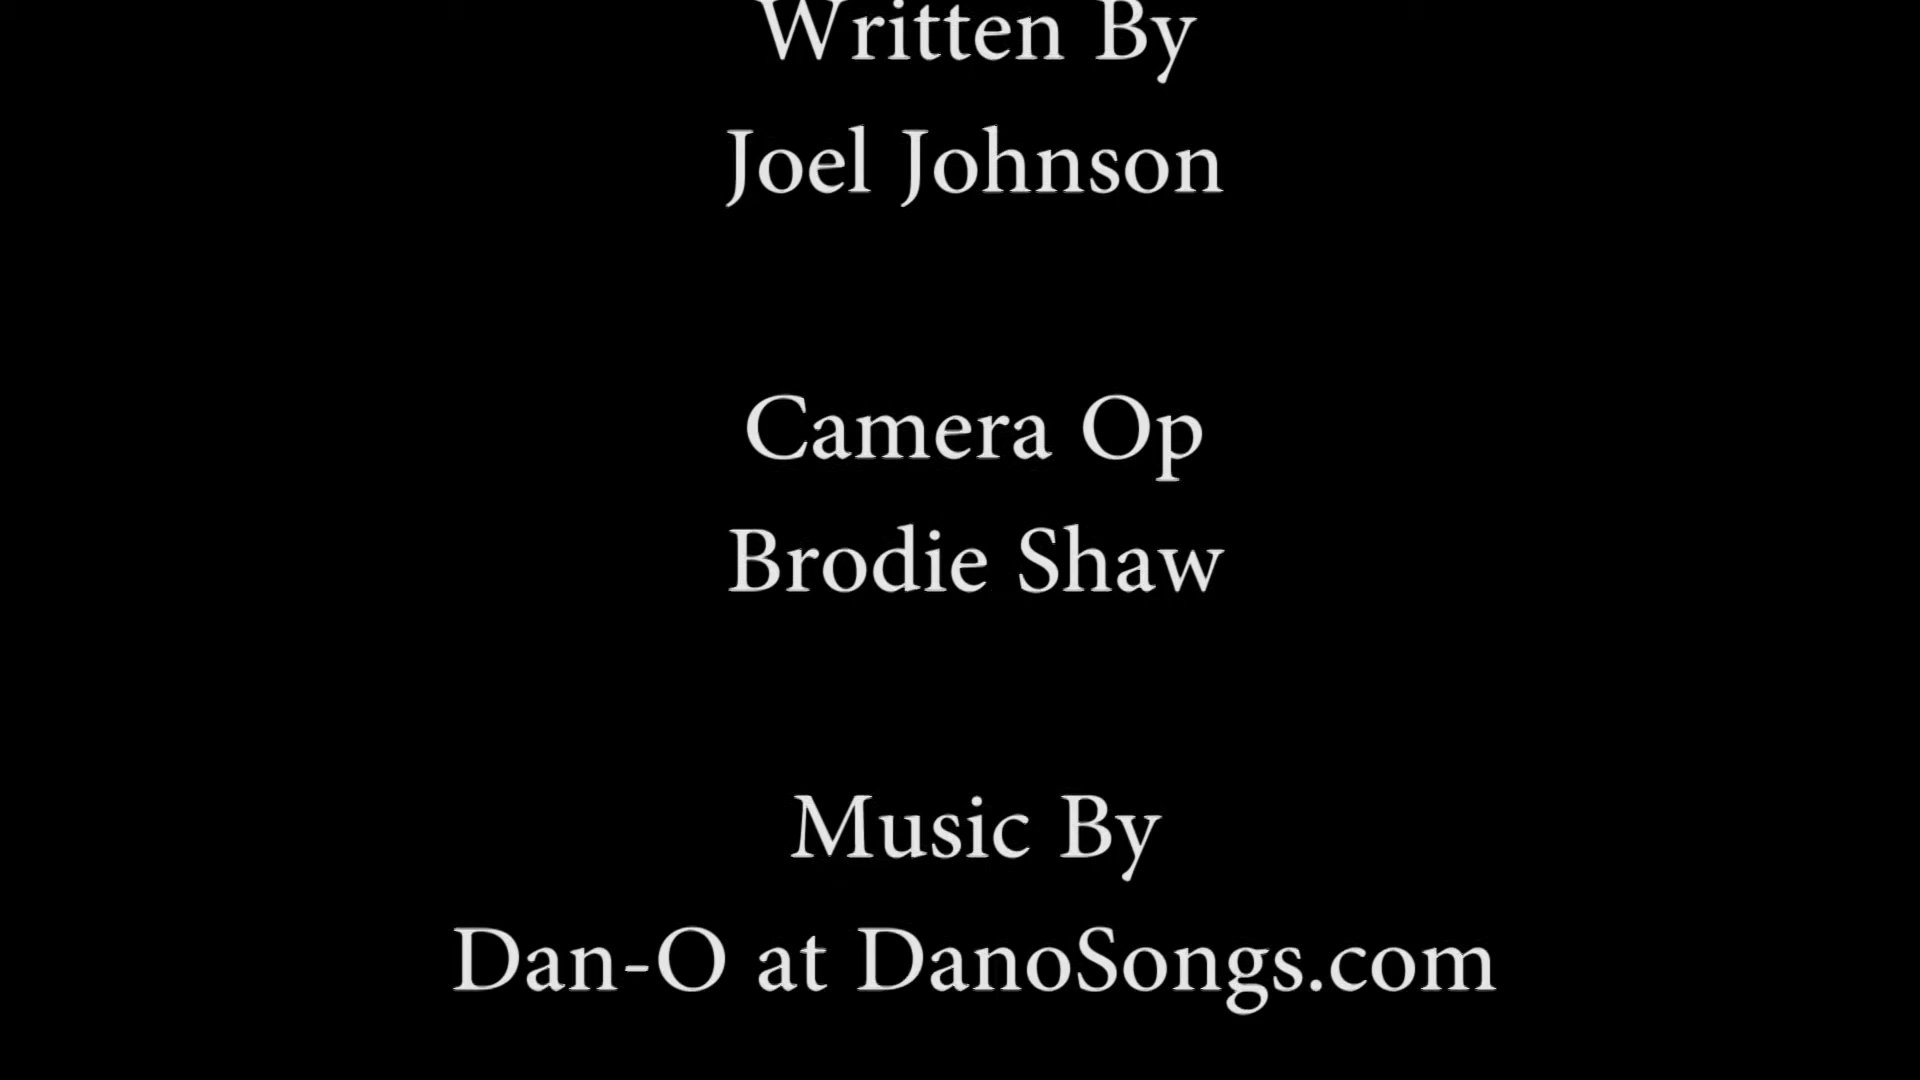 Written By
Joel Johnson
Camera Op
Brodie Shaw
Music By
Dan-O at DanoSongs.com